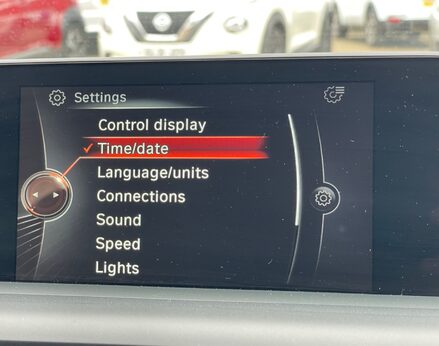 Settings
Control display
Time/date
Language/units
Connections
Sound
Speed
Lights